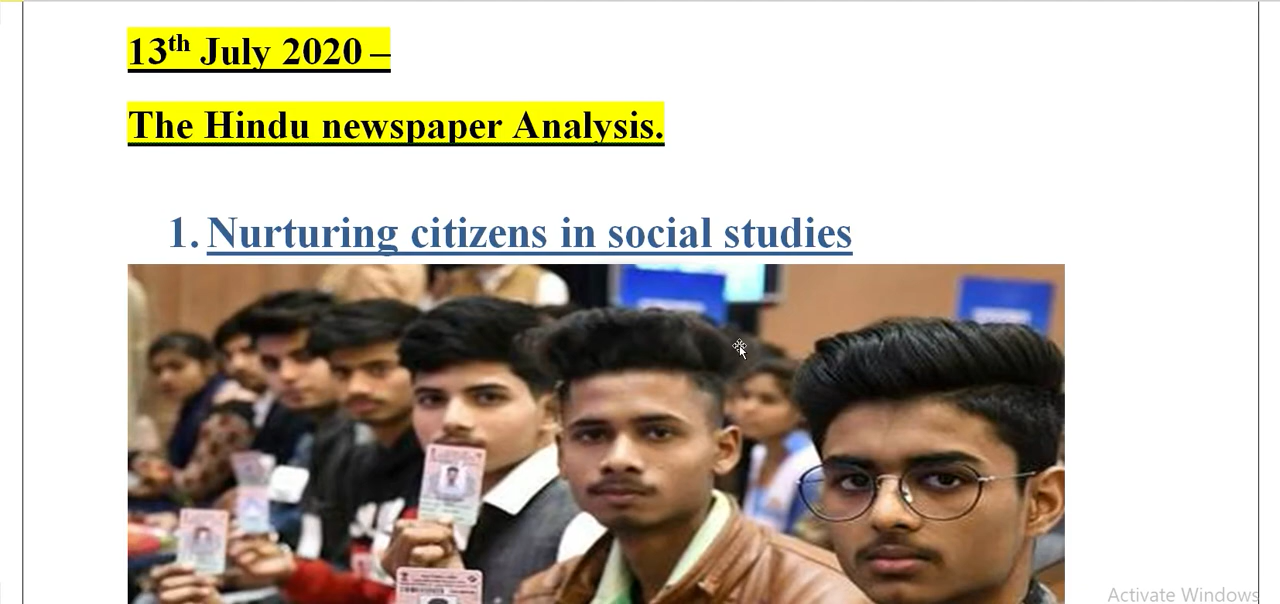 13th July 2020 –
The Hindu newspaper Analysis.
1. Nurturing citizens in social studies
Activate Windows